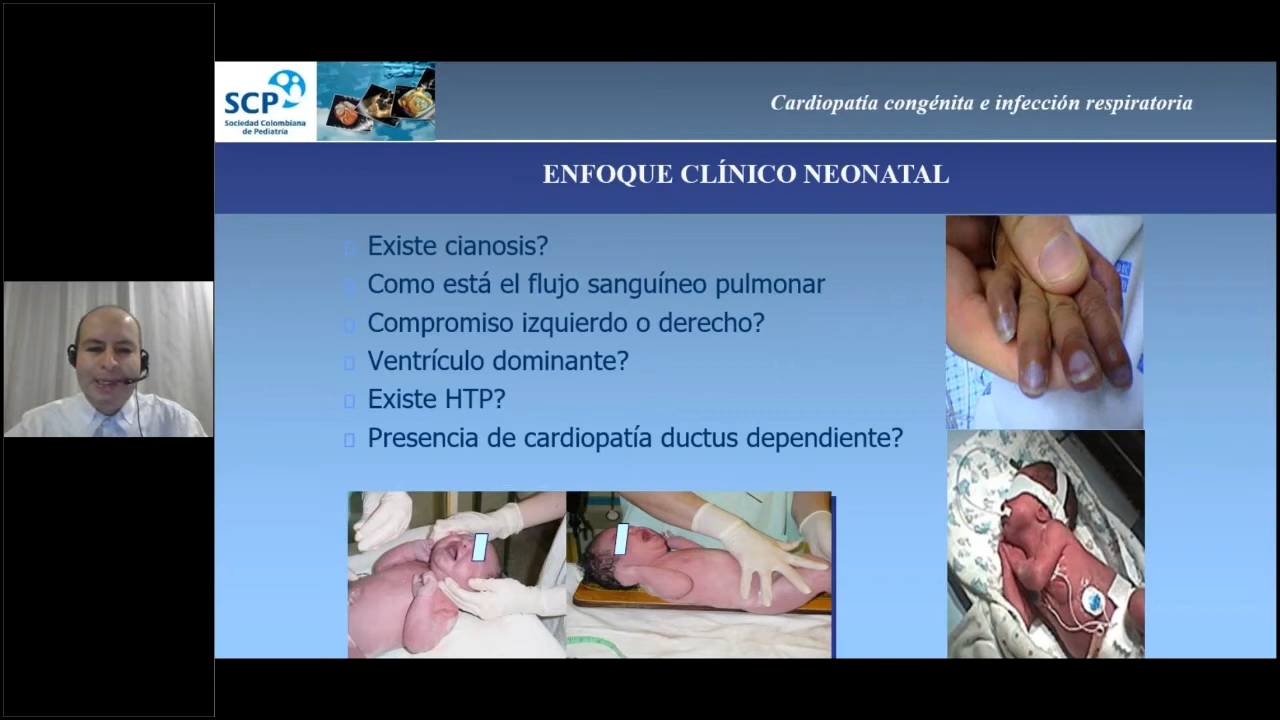 SCP
Sociedad Colombiana
de Pediatría
Cardiopatía congénita e infección respiratoria
ENFOQUE CLÍNICO NEONATAL
Existe cianosis?
Como está el flujo sanguíneo pulmonar
Compromiso izquierdo o derecho?
Ventrículo dominante?
Existe HTP?
Presencia de cardiopatía ductus dependiente?